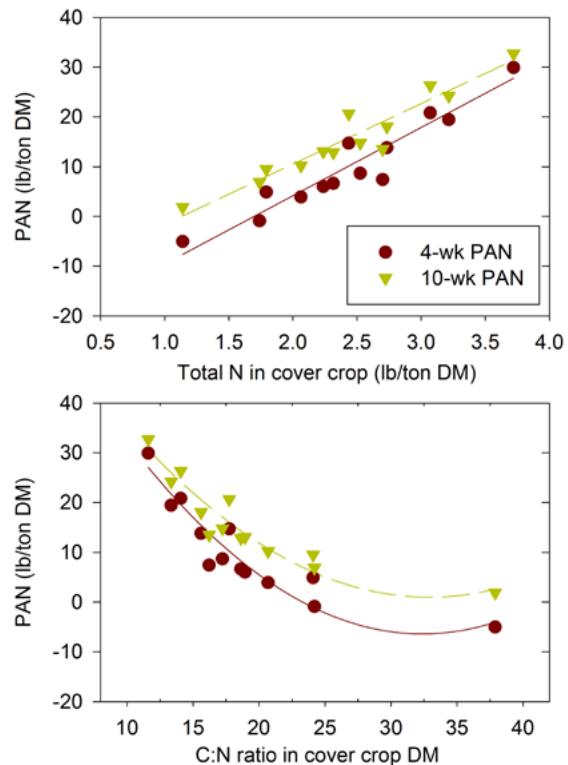 40
30
20
10
0
-10
-20
PAN (lb/ton DM)
4-wk PAN
10-wk PAN
0.5 1.0 1.5 2.0 2.5 3.0 3.5 4.0
Total N in cover crop (lb/ton DM)
40
30
20
10
0
-10
-20
PAN (lb/ton DM)
10 15 20 25 30 35 40
C:N ratio in cover crop DM